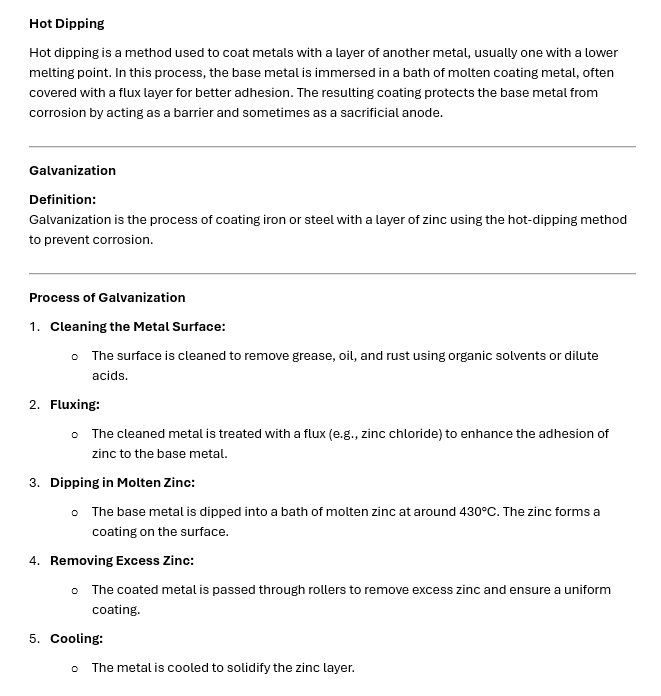 Hot Dipping
Hot dipping is a method used to coat metals with a layer of another metal, usually one with a lower
melting point. In this process, the base metal is immersed in a bath of molten coating metal, often
covered with a flux layer for better adhesion. The resulting coating protects the base metal from
corrosion by acting as a barrier and sometimes as a sacrificial anode.
Galvanization
Definition:
Galvanization is the process of coating iron or steel with a layer of zinc using the hot-dipping method
to prevent corrosion.
Process of Galvanization
1. Cleaning the Metal Surface:
o The surface is cleaned to remove grease, oil, and rust using organic solvents or dilute
acids.
2. Fluxing:
o The cleaned metal is treated with a flux (e.g., zinc chloride) to enhance the adhesion of
zinc to the base metal.
3. Dipping in Molten Zinc:
o The base metal is dipped into a bath of molten zinc at around 430°C. The zinc forms a
coating on the surface.
4. Removing Excess Zinc:
o The coated metal is passed through rollers to remove excess zinc and ensure a uniform
coating.
5. Cooling:
o The metal is cooled to solidify the zinc layer.